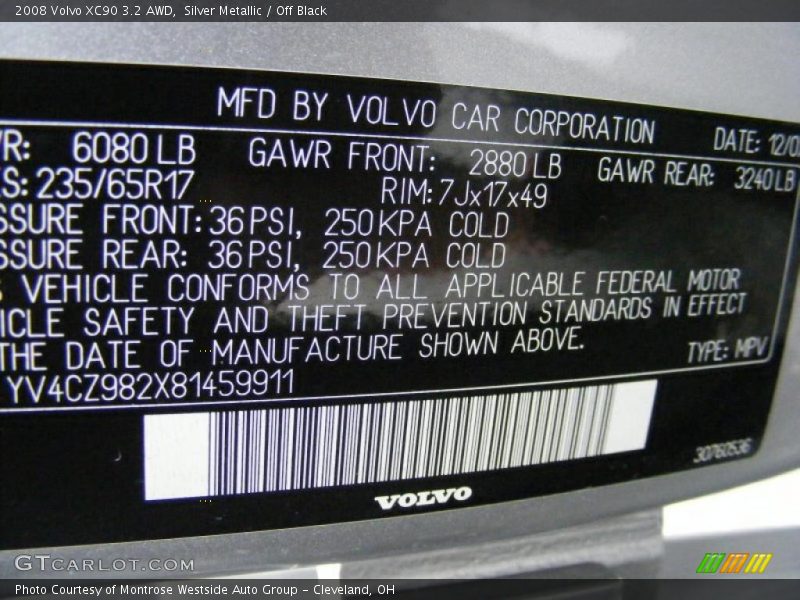 2008 Volvo XC90 3.2 AWD,  Silver Metallic / Off Black
MFD BY VOLVO CAR CORPORATION DATE: 12/0
VR: 6080 LB GAWR FRONT: 2880 LB GAWR REAR: 3240 LB
ES: 235/65R17 RIM: 7Jx17x49
SSURE FRONT: 36 PSI, 250 KPA COLD
SSURE REAR: 36 PSI, 250 KPA COLD
S VEHICLE CONFORMS TO ALL APPLICABLE FEDERAL MOTOR
ICLE SAFETY AND THEFT PREVENTION STANDARDS IN EFFECT
THE DATE OF MANUFACTURE SHOWN ABOVE.
TYPE: MPV
YV4CZ982X81459911
30760536
VOLVO
GTCARLOT.COM
Photo Courtesy of Montrose Westside Auto Group - Cleveland, OH